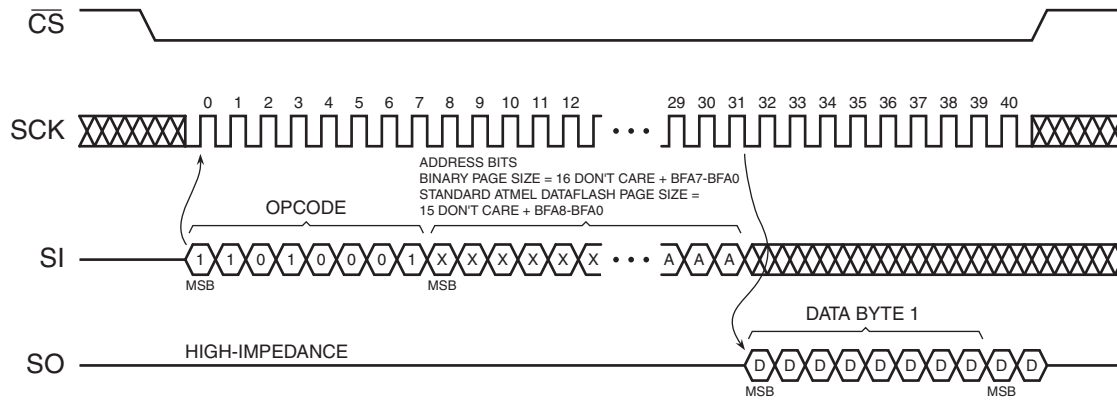 CS
SCK
0 1 2 3 4 5 6 7 8 9 10 11 12 29 30 31 32 33 34 35 36 37 38 39 40
ADDRESS BITS
BINARY PAGE SIZE = 16 DON'T CARE + BFA7-BFA0
STANDARD ATMEL DATAFLASH PAGE SIZE =
15 DON'T CARE + BFA8-BFA0
OPCODE
SI
1 1 0 1 0 0 0 1 X X X X X X A A A
MSB MSB
DATA BYTE 1
HIGH-IMPEDANCE
SO
D D D D D D D D D D
MSB MSB